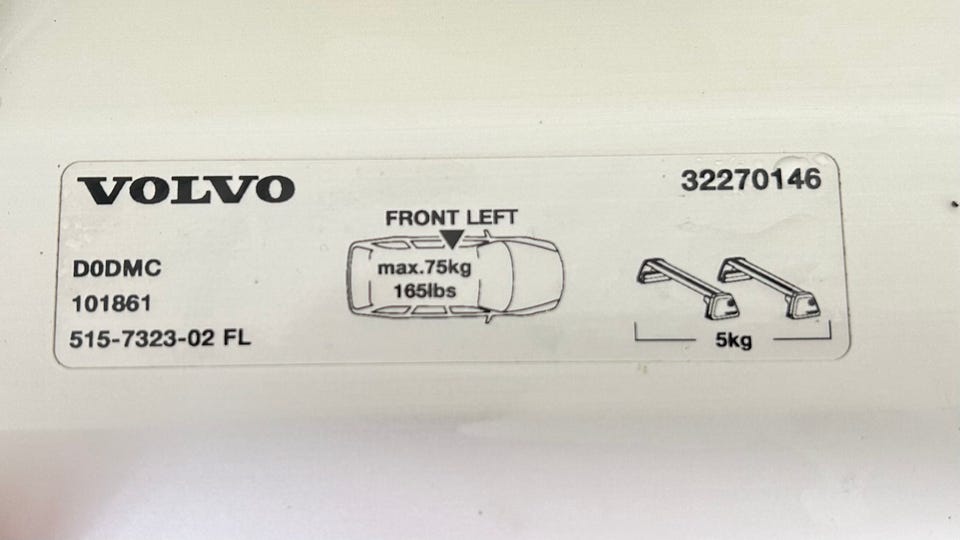 VOLVO
32270146
FRONT LEFT
max.75kg
165lbs
D0DMC
101861
515-7323-02 FL
5kg